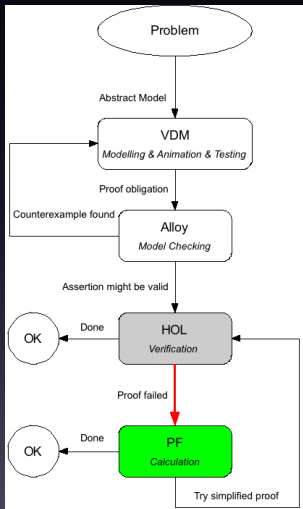 Problem
Abstract Model
VDM
Modelling & Animation & Testing
Proof obligation
Counterexample found
Alloy
Model Checking
Assertion might be valid
HOL
Verification
Done
OK
Proof failed
PF
Calculation
Done
OK
Try simplified proof